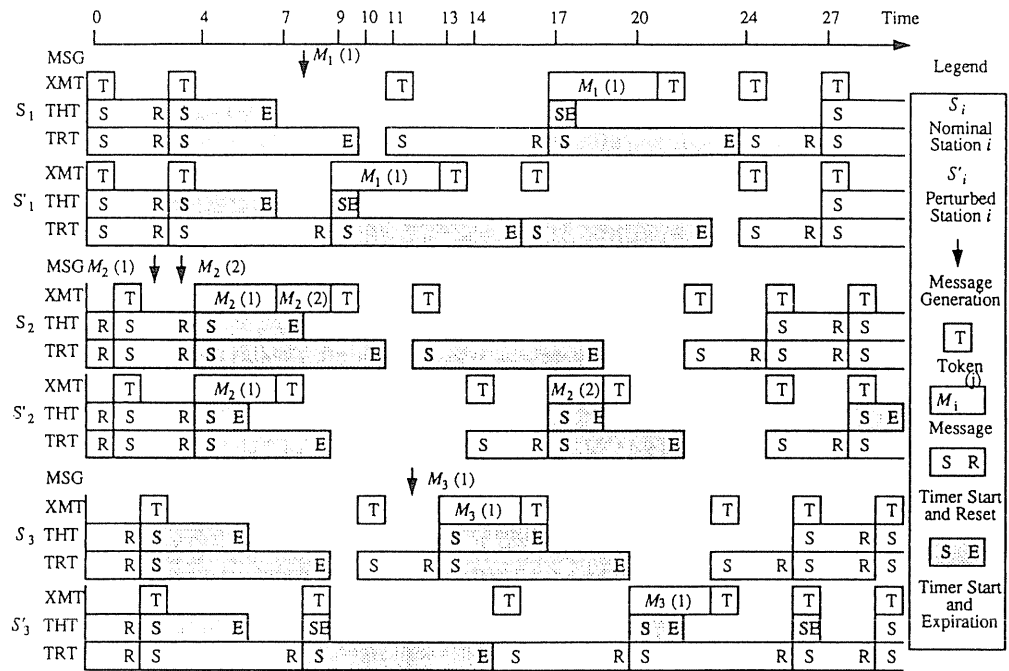 0 4 7 9 10 11 13 14 17 20 24 27 Time
MSG M1 (1)
XMT T T T M1 (1) T T T
S1 THT S R S E SE S
TRT S R S E S R S E S R S
XMT T T M1 (1) T T T T
S'1 THT S R S E SE S
TRT S R S R S E S E S R S
MSG M2 (1) M2 (2)
XMT T M2 (1) M2 (2) T T T T T
S2 THT R S R S E S R S
TRT R S R S E S E S R S R S
XMT T M2 (1) T T M2 (2) T T T
S'2 THT R S R S E S E S E
TRT R S R S E S R S E S R S
MSG M3 (1)
XMT T T M3 (1) T T T T
S3 THT R S E S E S R S
TRT R S E S R S E S R S R S
XMT T T T M3 (1) T T T
S'3 THT R S E SE S E SE S
TRT R S R S E S R S R S R S
Legend
Si
Nominal
Station i
S'i
Perturbed
Station i
Message
Generation
T
Token
Mi (j)
Message
S R
Timer Start
and Reset
S E
Timer Start
and
Expiration